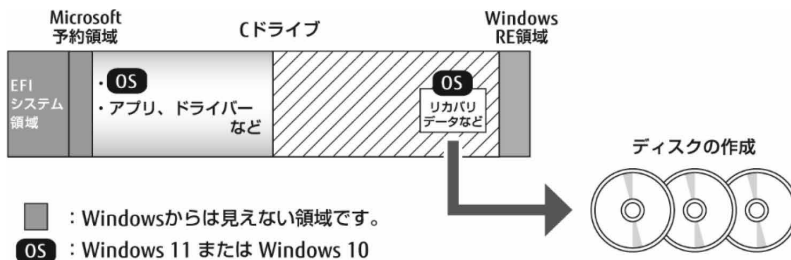 Microsoft
予約領域
Cドライブ
Windows
RE領域
EFI
システム
領域
・OS
・アプリ、ドライバー
など
OS
リカバリ
データなど
ディスクの作成
：Windowsからは見えない領域です。
OS：Windows 11 または Windows 10